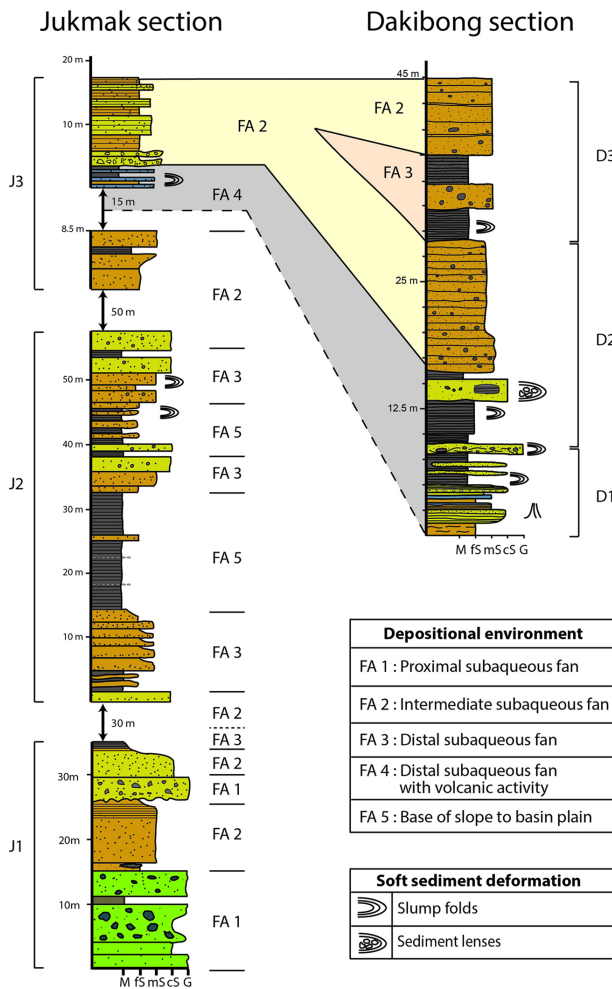 Jukmak section
Dakibong section
20 m
10 m
J3
15 m
8.5 m
50 m
50 m
40 m
J2
30 m
20 m
10 m
30 m
30m
J1
20m
10m
M fS mS cS G
FA 2
FA 4
FA 2
FA 3
FA 5
FA 3
FA 5
FA 3
FA 2
FA 3
FA 2
FA 1
FA 2
FA 1
45 m
FA 2
FA 3
D3
25 m
D2
12.5 m
D1
M fS mS cS G
Depositional environment
FA 1 : Proximal subaqueous fan
FA 2 : Intermediate subaqueous fan
FA 3 : Distal subaqueous fan
FA 4 : Distal subaqueous fan
with volcanic activity
FA 5 : Base of slope to basin plain
Soft sediment deformation
Slump folds
Sediment lenses